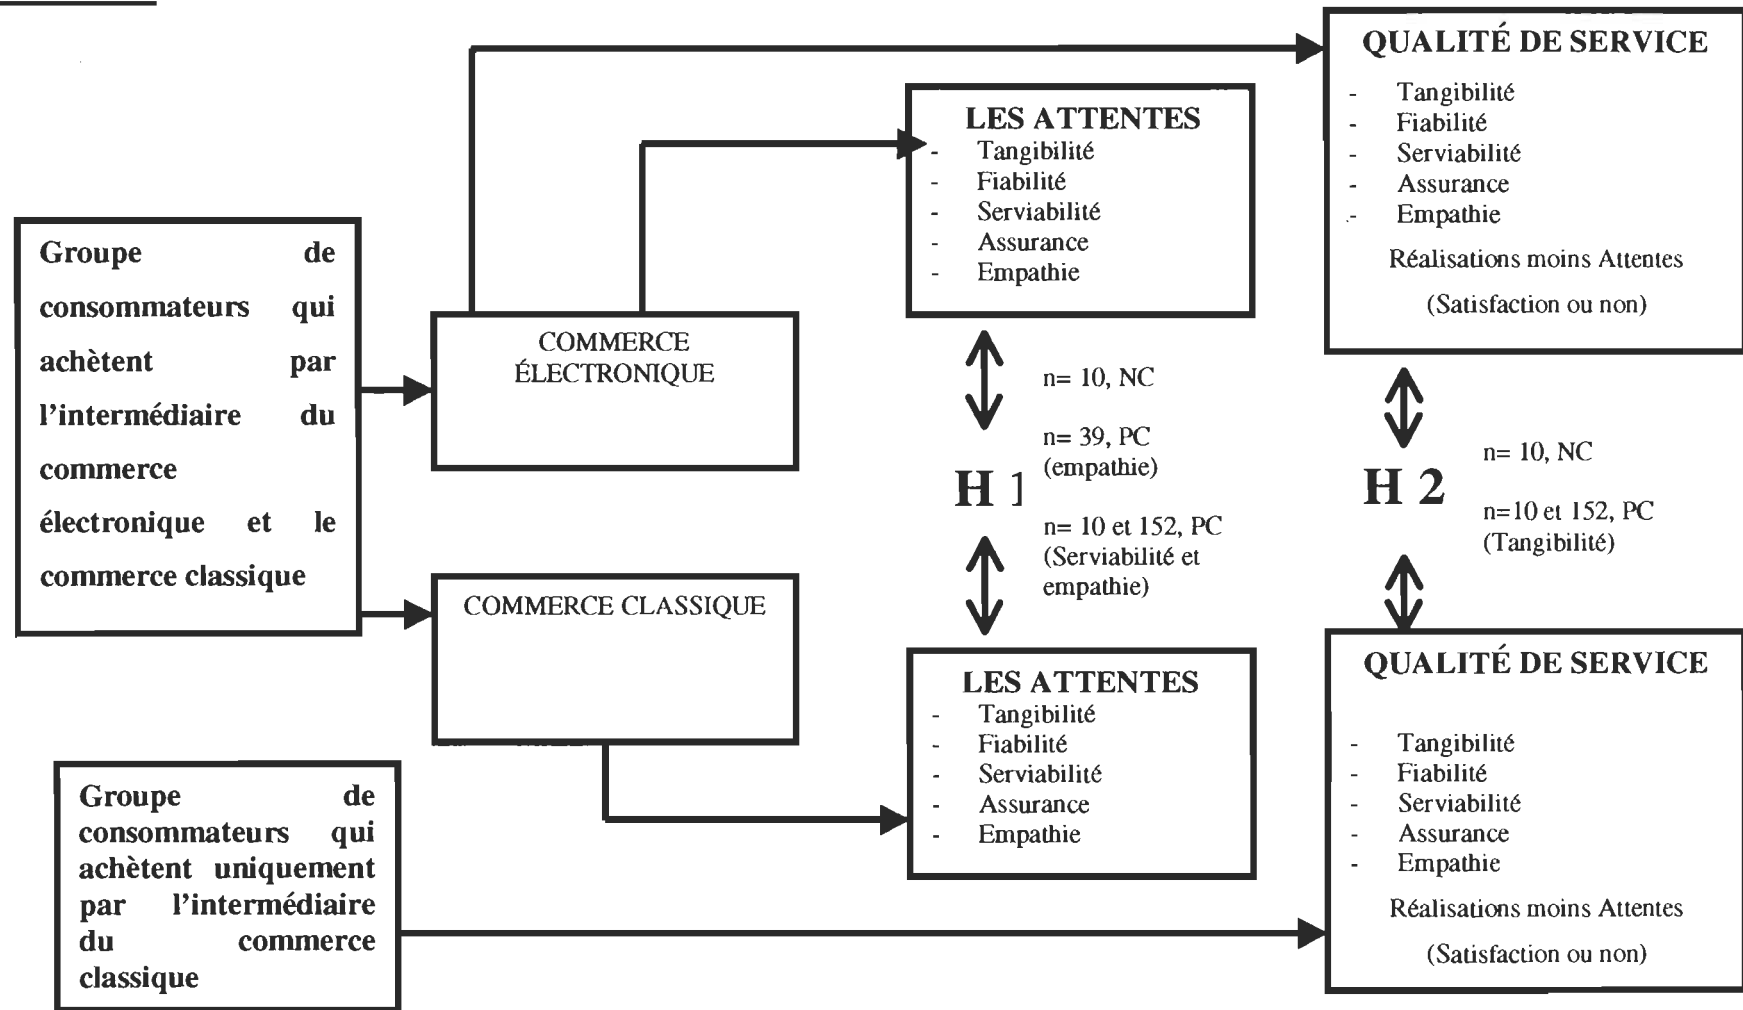 Groupe de
consommateurs qui
achètent par
l'intermédiaire du
commerce
électronique et le
commerce classique
Groupe de
consommateurs qui
achètent uniquement
par l'intermédiaire
du commerce
classique
COMMERCE
ÉLECTRONIQUE
COMMERCE CLASSIQUE
LES ATTENTES
- Tangibilité
- Fiabilité
- Serviabilité
- Assurance
- Empathie
n= 10, NC
n= 39, PC
(empathie)
H 1
n= 10 et 152, PC
(Serviabilité et
empathie)
LES ATTENTES
- Tangibilité
- Fiabilité
- Serviabilité
- Assurance
- Empathie
QUALITÉ DE SERVICE
- Tangibilité
- Fiabilité
- Serviabilité
- Assurance
- Empathie
Réalisations moins Attentes
(Satisfaction ou non)
n= 10, NC
H 2
n=10 et 152, PC
(Tangibilité)
QUALITÉ DE SERVICE
- Tangibilité
- Fiabilité
- Serviabilité
- Assurance
- Empathie
Réalisations moins Attentes
(Satisfaction ou non)